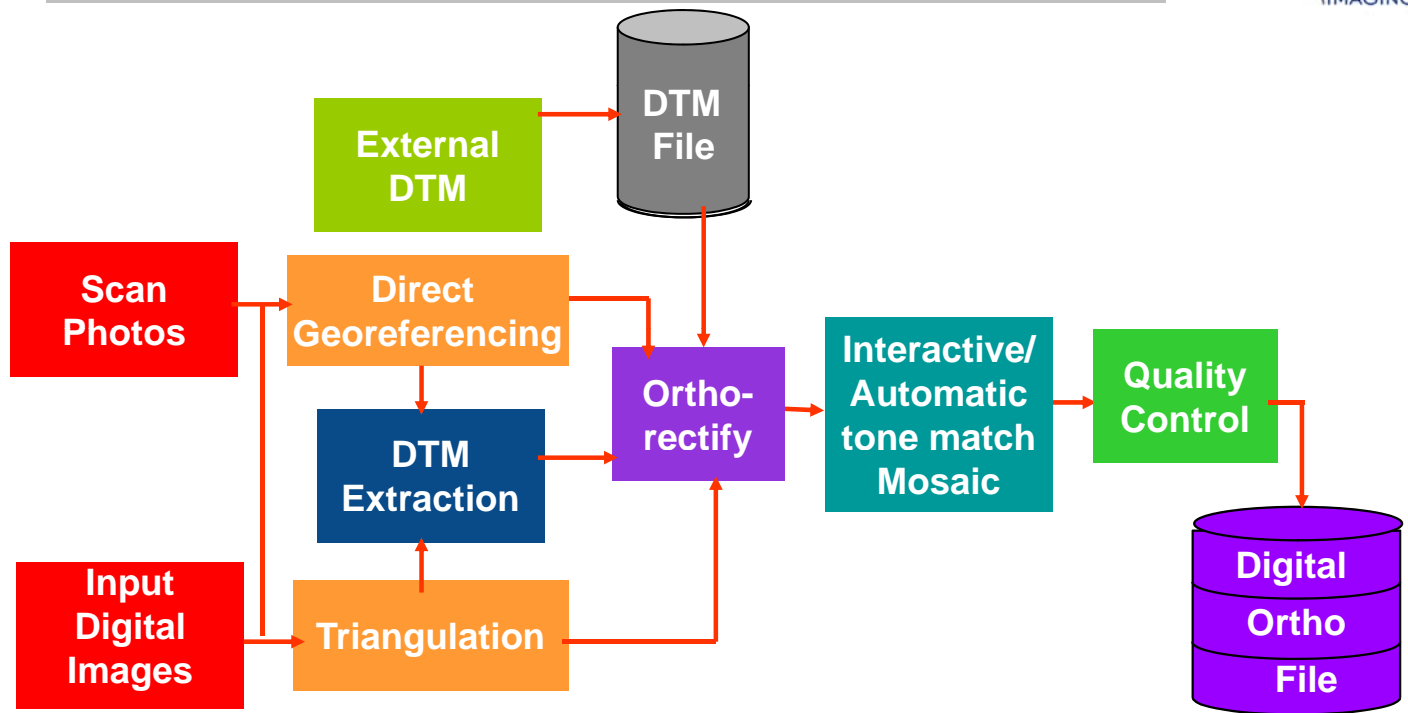 IMAGING
External
DTM
DTM
File
Scan
Photos
Direct
Georeferencing
Ortho-
rectify
Interactive/
Automatic
tone match
Mosaic
Quality
Control
DTM
Extraction
Input
Digital
Images
Triangulation
Digital
Ortho
File